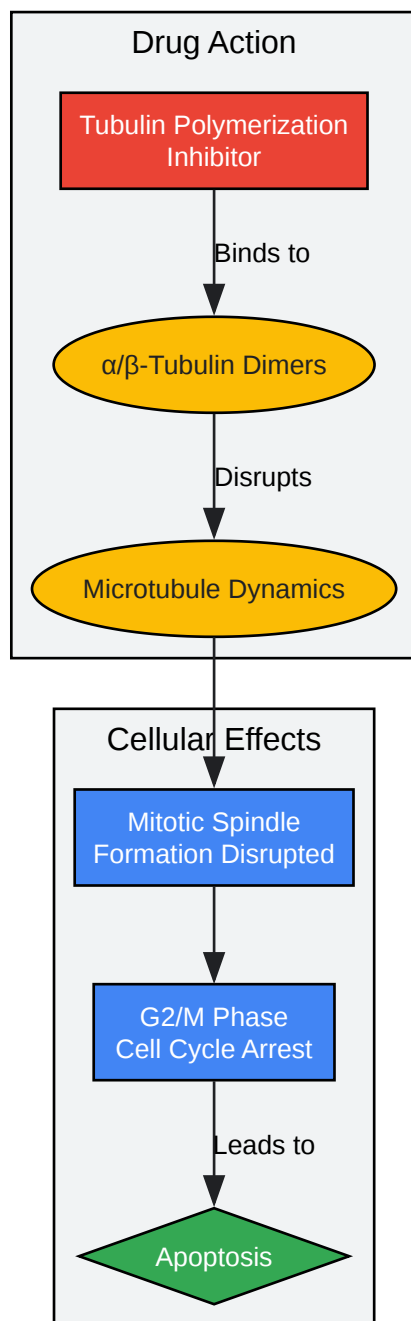 Drug Action
Tubulin Polymerization
Inhibitor
Binds to
α/β-Tubulin Dimers
Disrupts
Microtubule Dynamics
Cellular Effects
Mitotic Spindle
Formation Disrupted
G2/M Phase
Cell Cycle Arrest
Leads to
Apoptosis